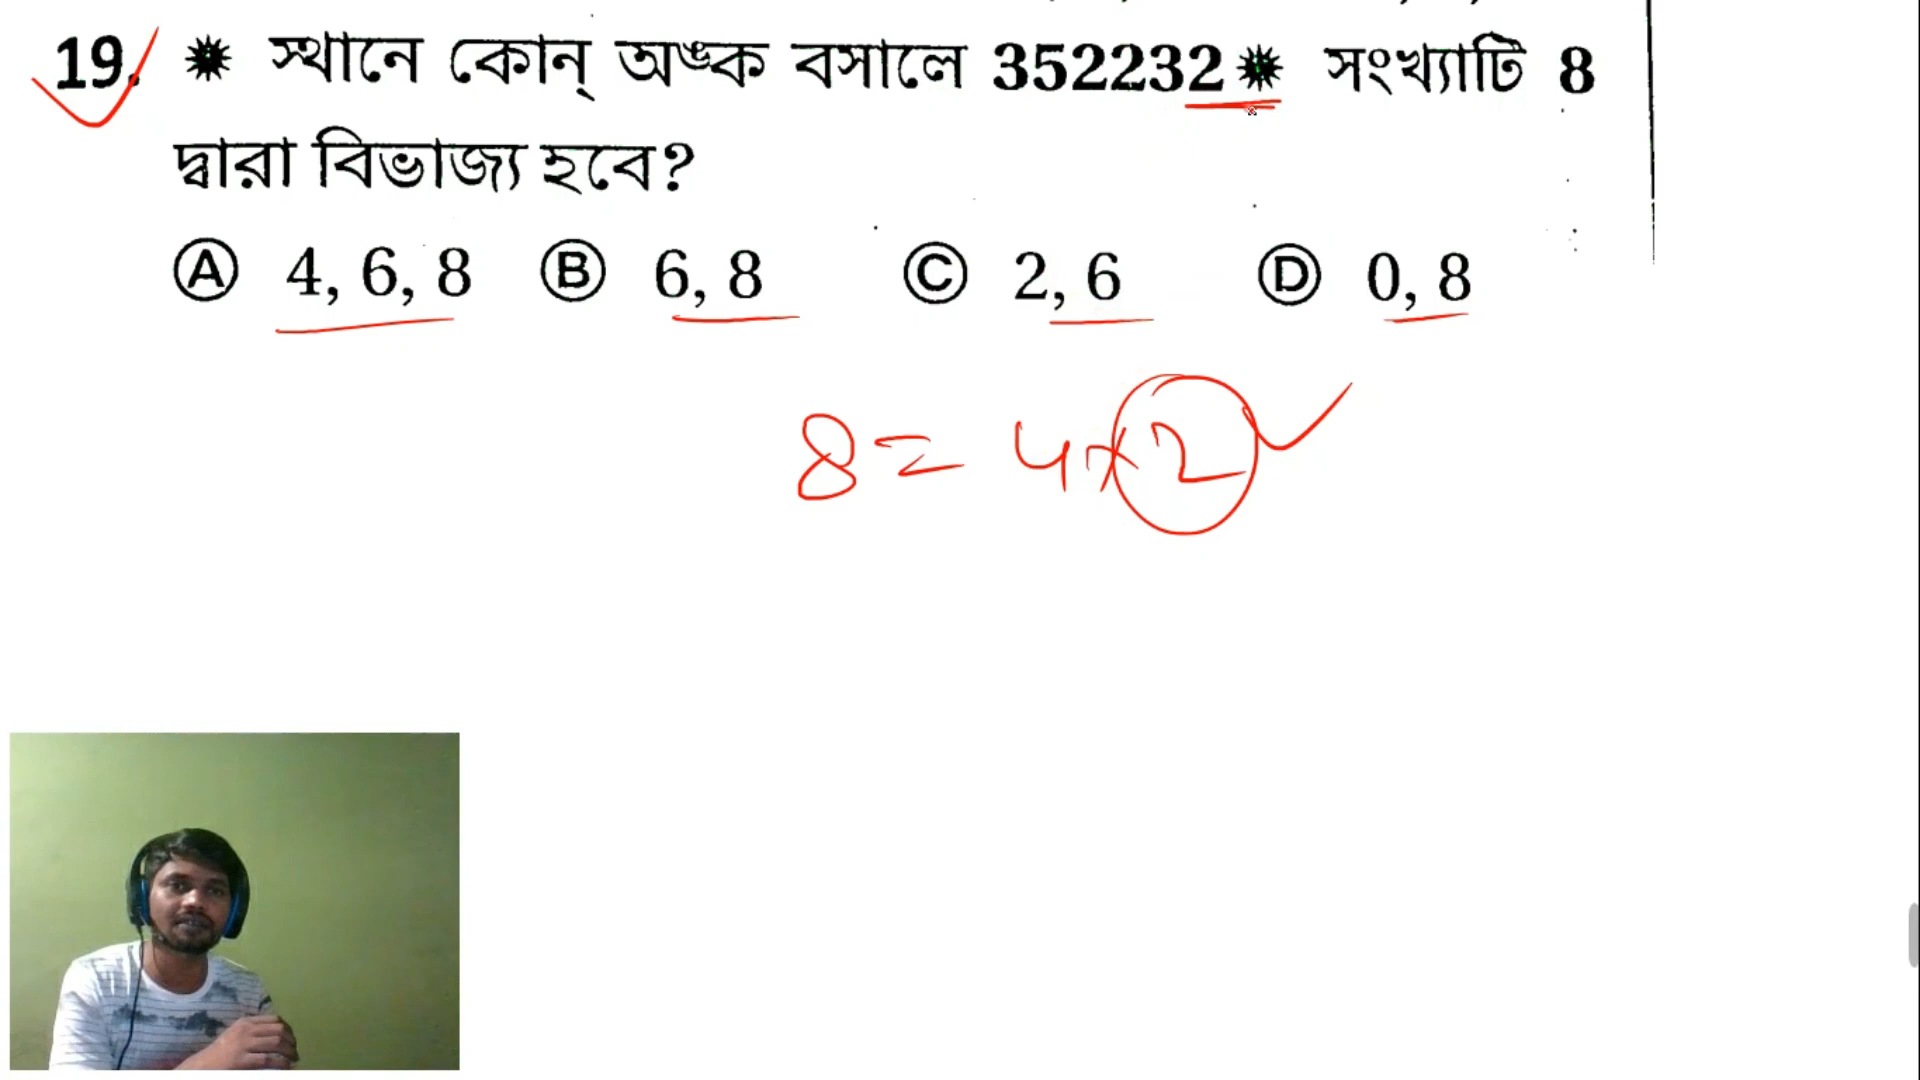 19. ✷ স্থানে কোন্ অঙ্ক বসালে 352232✷ সংখ্যাটি 8
দ্বারা বিভাজ্য হবে?
Ⓐ 4, 6, 8 Ⓑ 6, 8 Ⓒ 2, 6 Ⓓ 0, 8
8 = 4 × 2